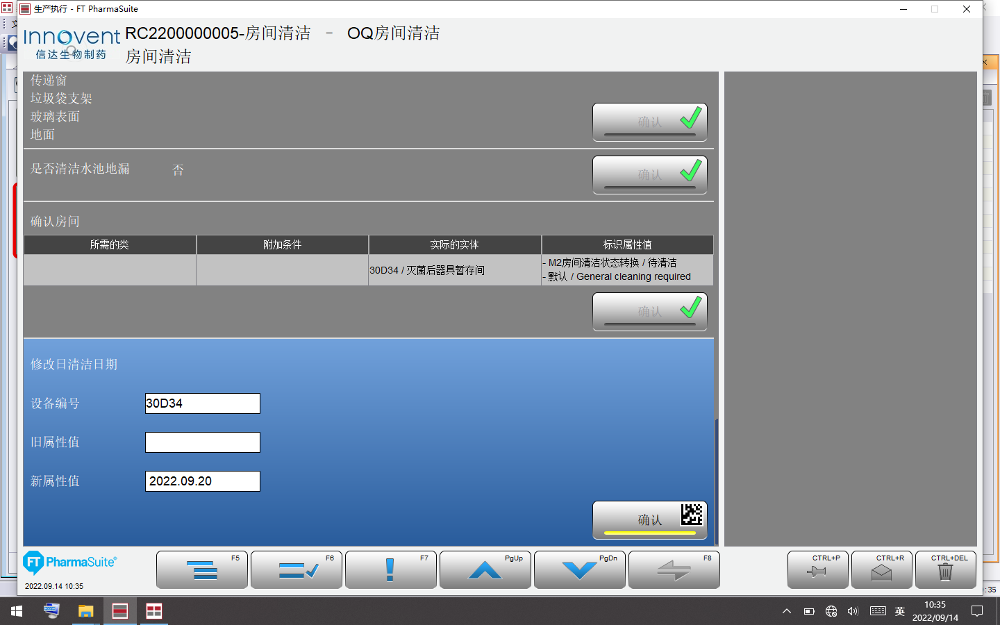 生产执行 - FT PharmaSuite
Innovent
信达生物制药
RC2200000005-房间清洁 - OQ房间清洁
房间清洁
传递窗
垃圾袋支架
玻璃表面
地面
确认
是否清洁水池地漏 否
确认
确认房间
所需的类 附加条件 实际的实体 标识属性值
30D34 / 灭菌后器具暂存间
- M2房间清洁状态转换 / 待清洁
- 默认 / General cleaning required
确认
修改日清洁日期
设备编号 30D34
旧属性值
新属性值 2022.09.20
确认
FT PharmaSuite®
2022.09.14 10:35
F5 F6 F7 PgUp PgDn F8 CTRL+P CTRL+R CTRL+DEL
:35
英
10:35
2022/09/14